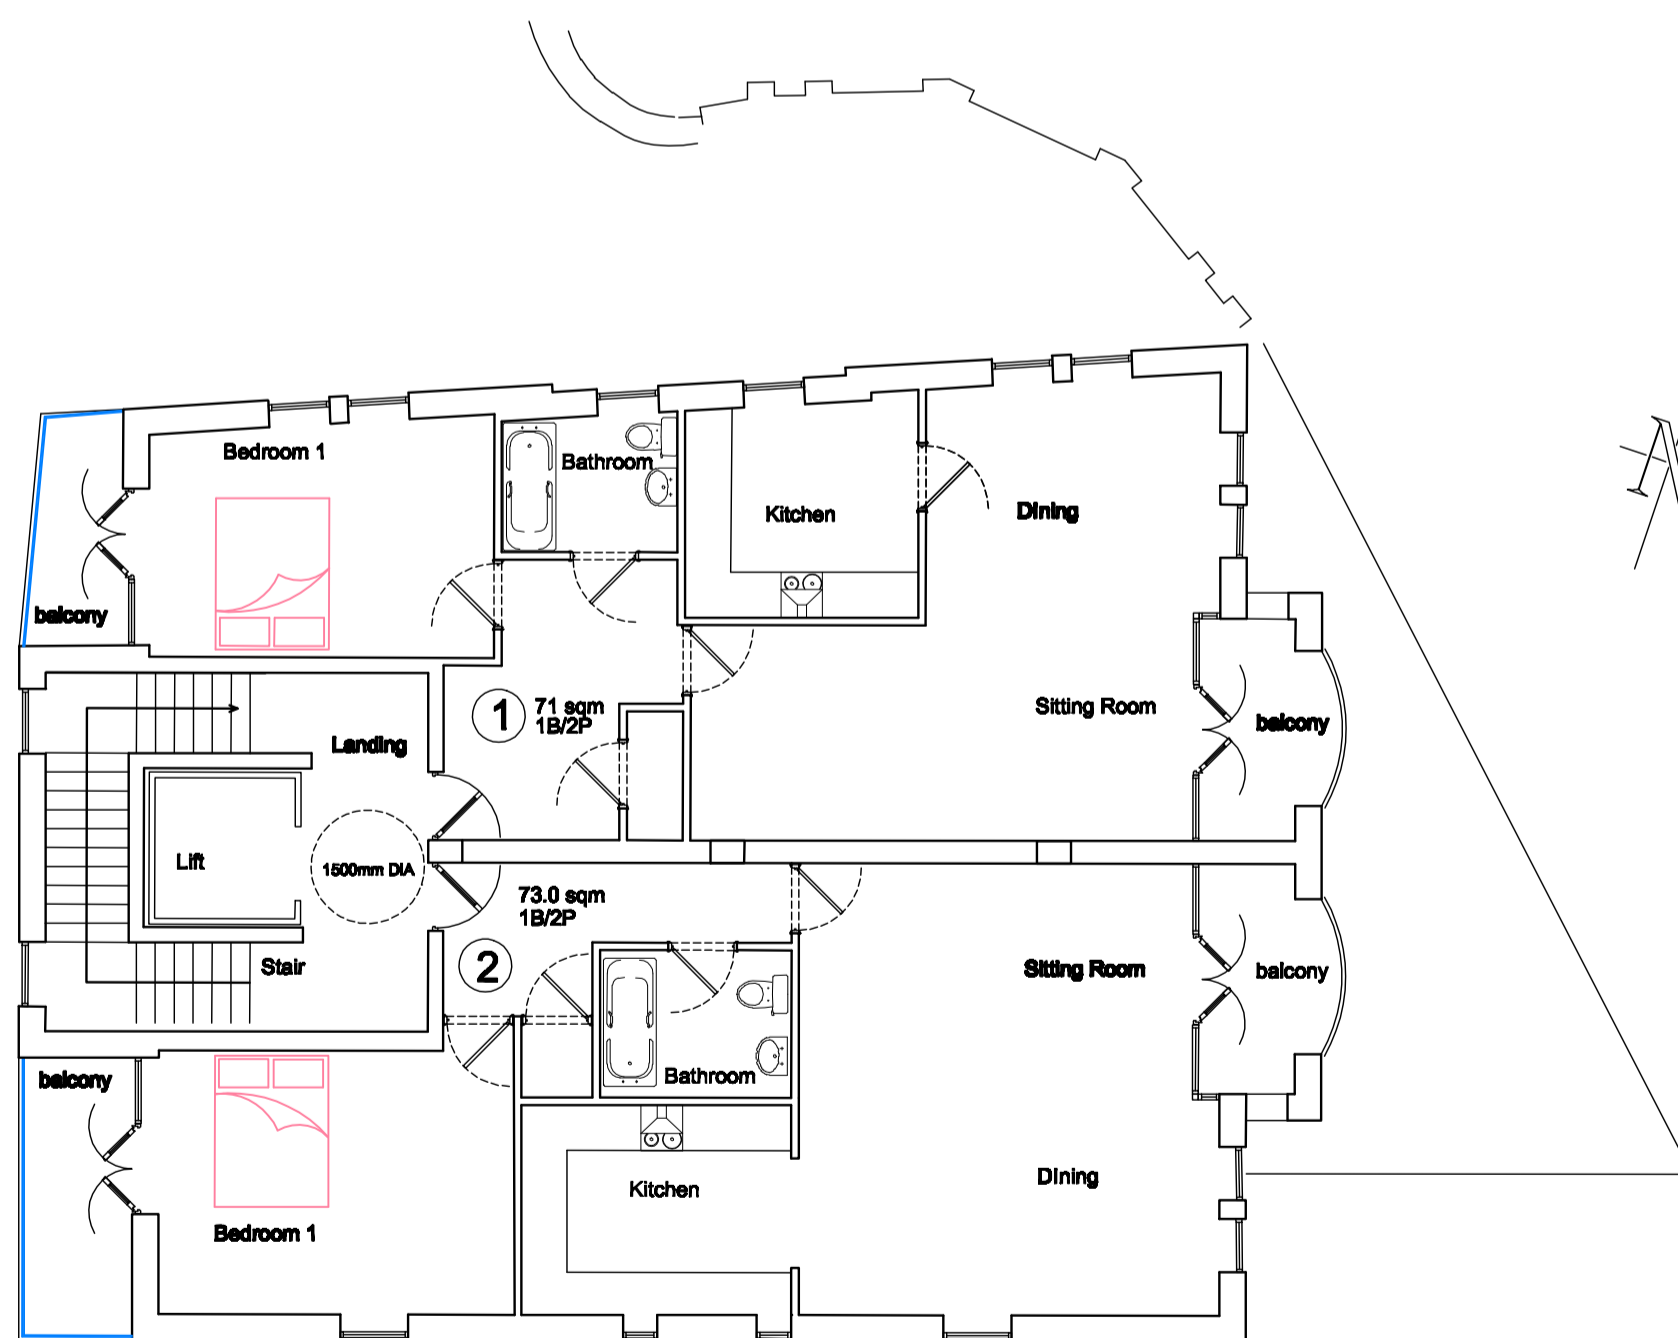 Bedroom 1
Bathroom
Kitchen
Dining
balcony
1
71 sqm
1B/2P
Sitting Room
balcony
Landing
Lift
1500mm DIA
73.0 sqm
1B/2P
2
Stair
Sitting Room
balcony
balcony
Bathroom
Kitchen
Dining
Bedroom 1